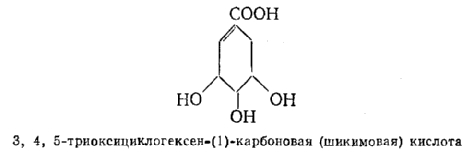 COOH
HO
OH
OH
3, 4, 5-триоксициклогексен-(1)-карбоновая (шикимовая) кислота